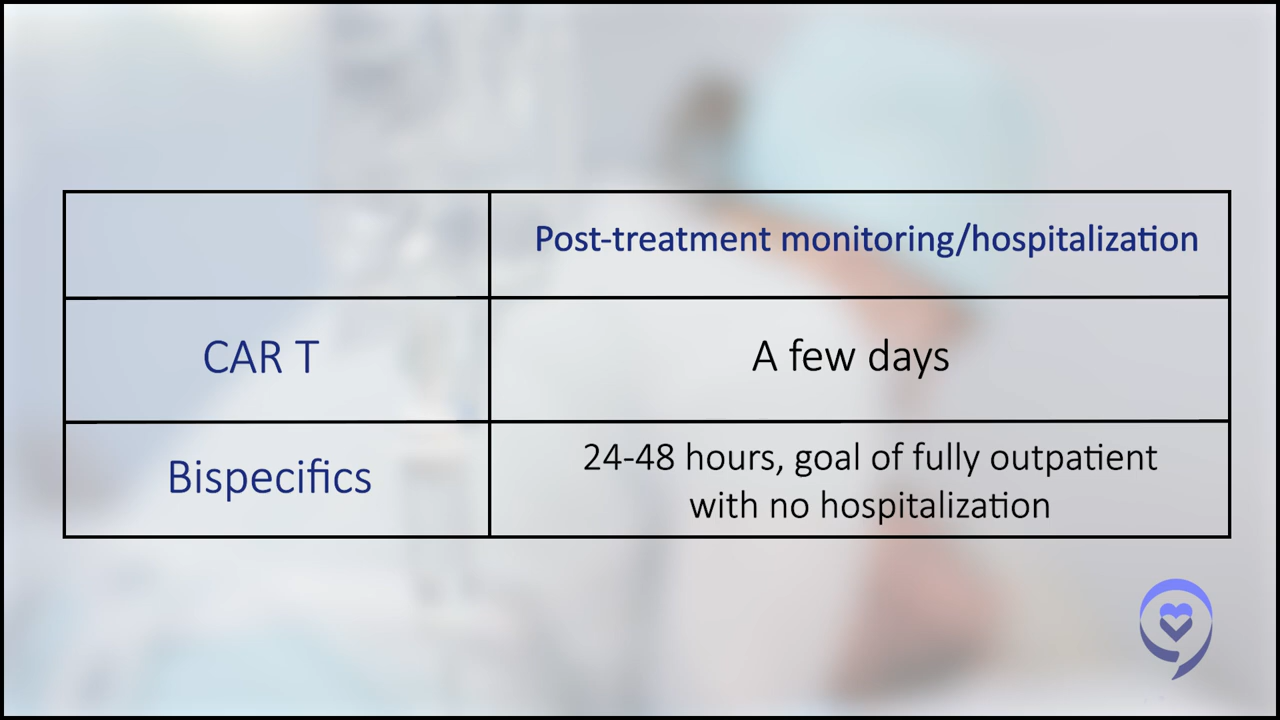 Post-treatment monitoring/hospitalization
CAR T
A few days
Bispecifics
24-48 hours, goal of fully outpatient
with no hospitalization